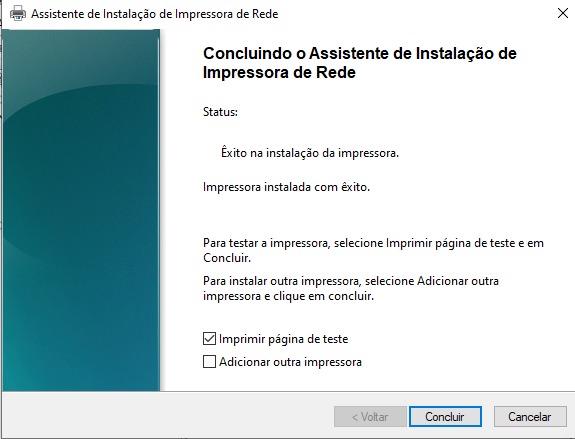 Assistente de Instalação de Impressora de Rede
Concluindo o Assistente de Instalação de
Impressora de Rede
Status:
Êxito na instalação da impressora.
Impressora instalada com êxito.
Para testar a impressora, selecione Imprimir página de teste e em
Concluir.
Para instalar outra impressora, selecione Adicionar outra
impressora e clique em concluir.
Imprimir página de teste
Adicionar outra impressora
< Voltar
Concluir
Cancelar